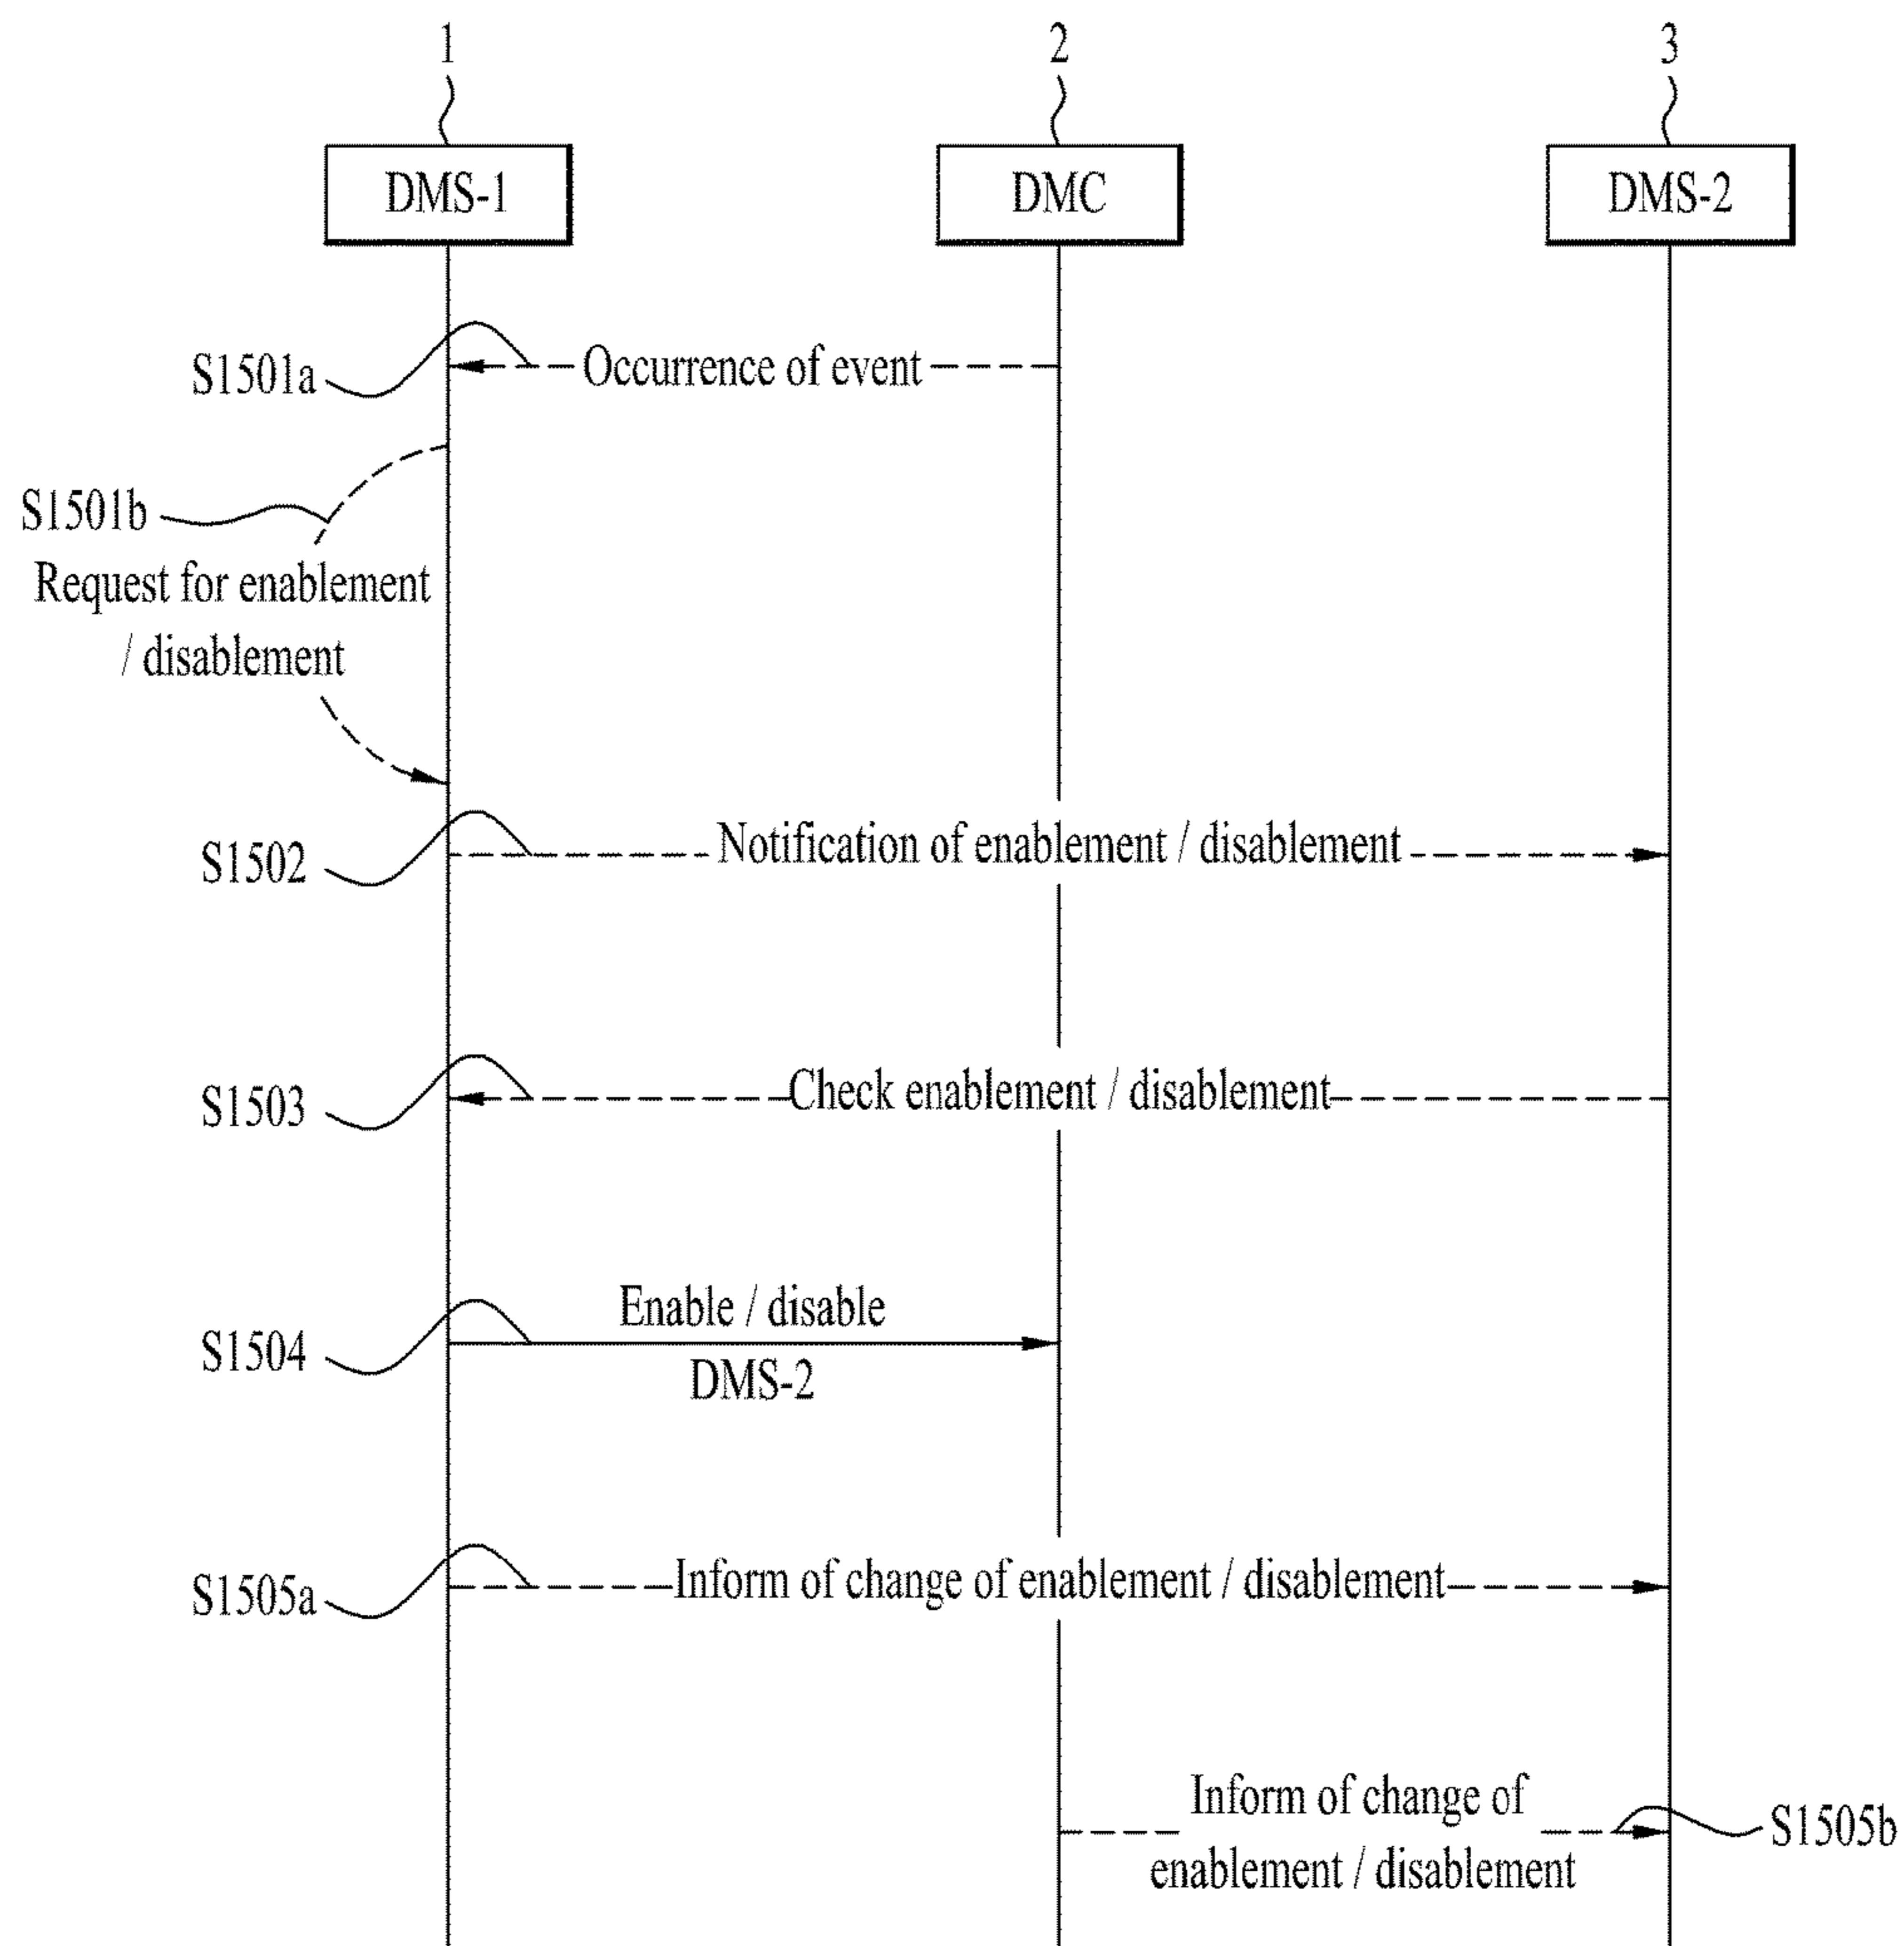 1
2
3
DMS-1
DMC
DMS-2
S1501a
Occurrence of event
S1501b
Request for enablement
/ disablement
S1502
Notification of enablement / disablement
S1503
Check enablement / disablement
S1504
Enable / disable
DMS-2
S1505a
Inform of change of enablement / disablement
Inform of change of
enablement / disablement
S1505b